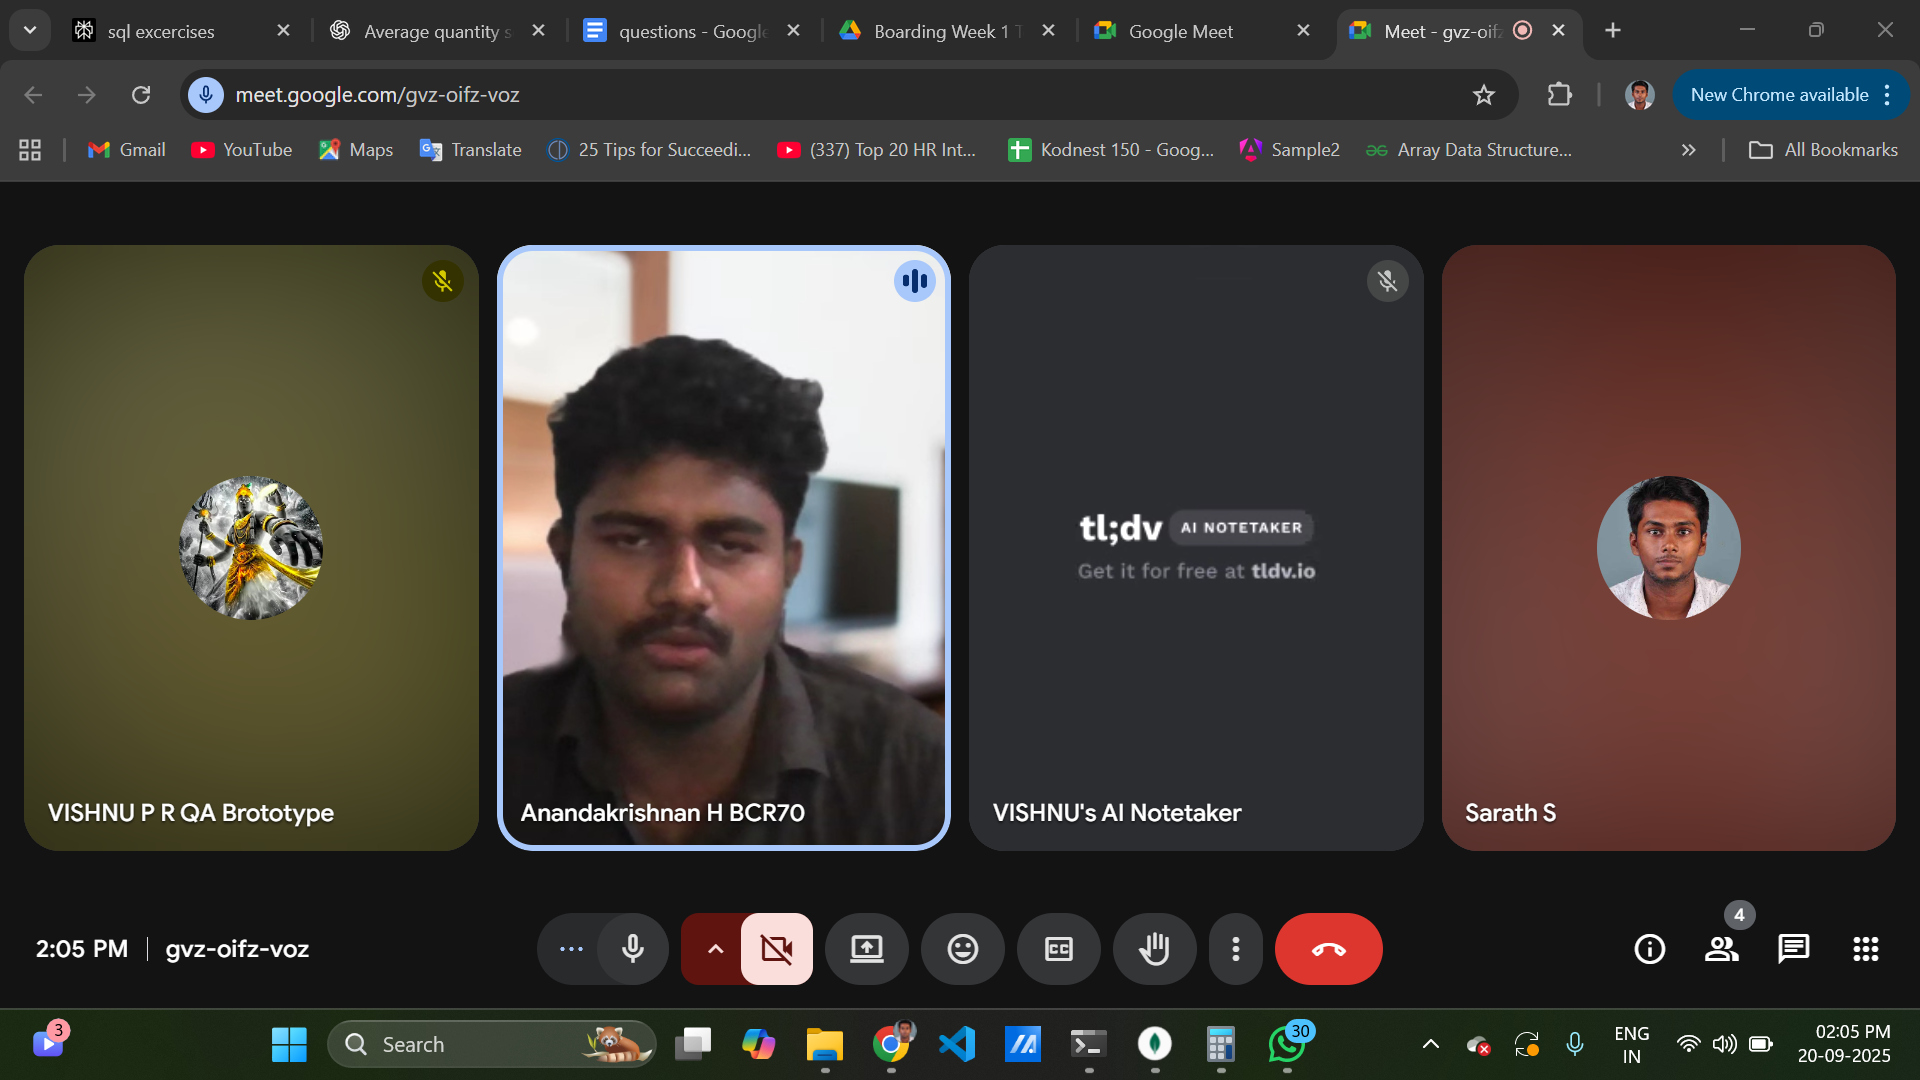 sql excercises
Average quantity s
questions - Google
Boarding Week 1 T
Google Meet
Meet - gvz-oifz
meet.google.com/gvz-oifz-voz
New Chrome available
Gmail
YouTube
Maps
Translate
25 Tips for Succeedi...
(337) Top 20 HR Int...
Kodnest 150 - Goog...
Sample2
Array Data Structure...
All Bookmarks
tl;dv AI NOTETAKER
Get it for free at tldv.io
VISHNU P R QA Brototype
Anandakrishnan H BCR70
VISHNU's AI Notetaker
Sarath S
2:05 PM
gvz-oifz-voz
CC
4
3
Search
30
ENG
IN
02:05 PM
20-09-2025